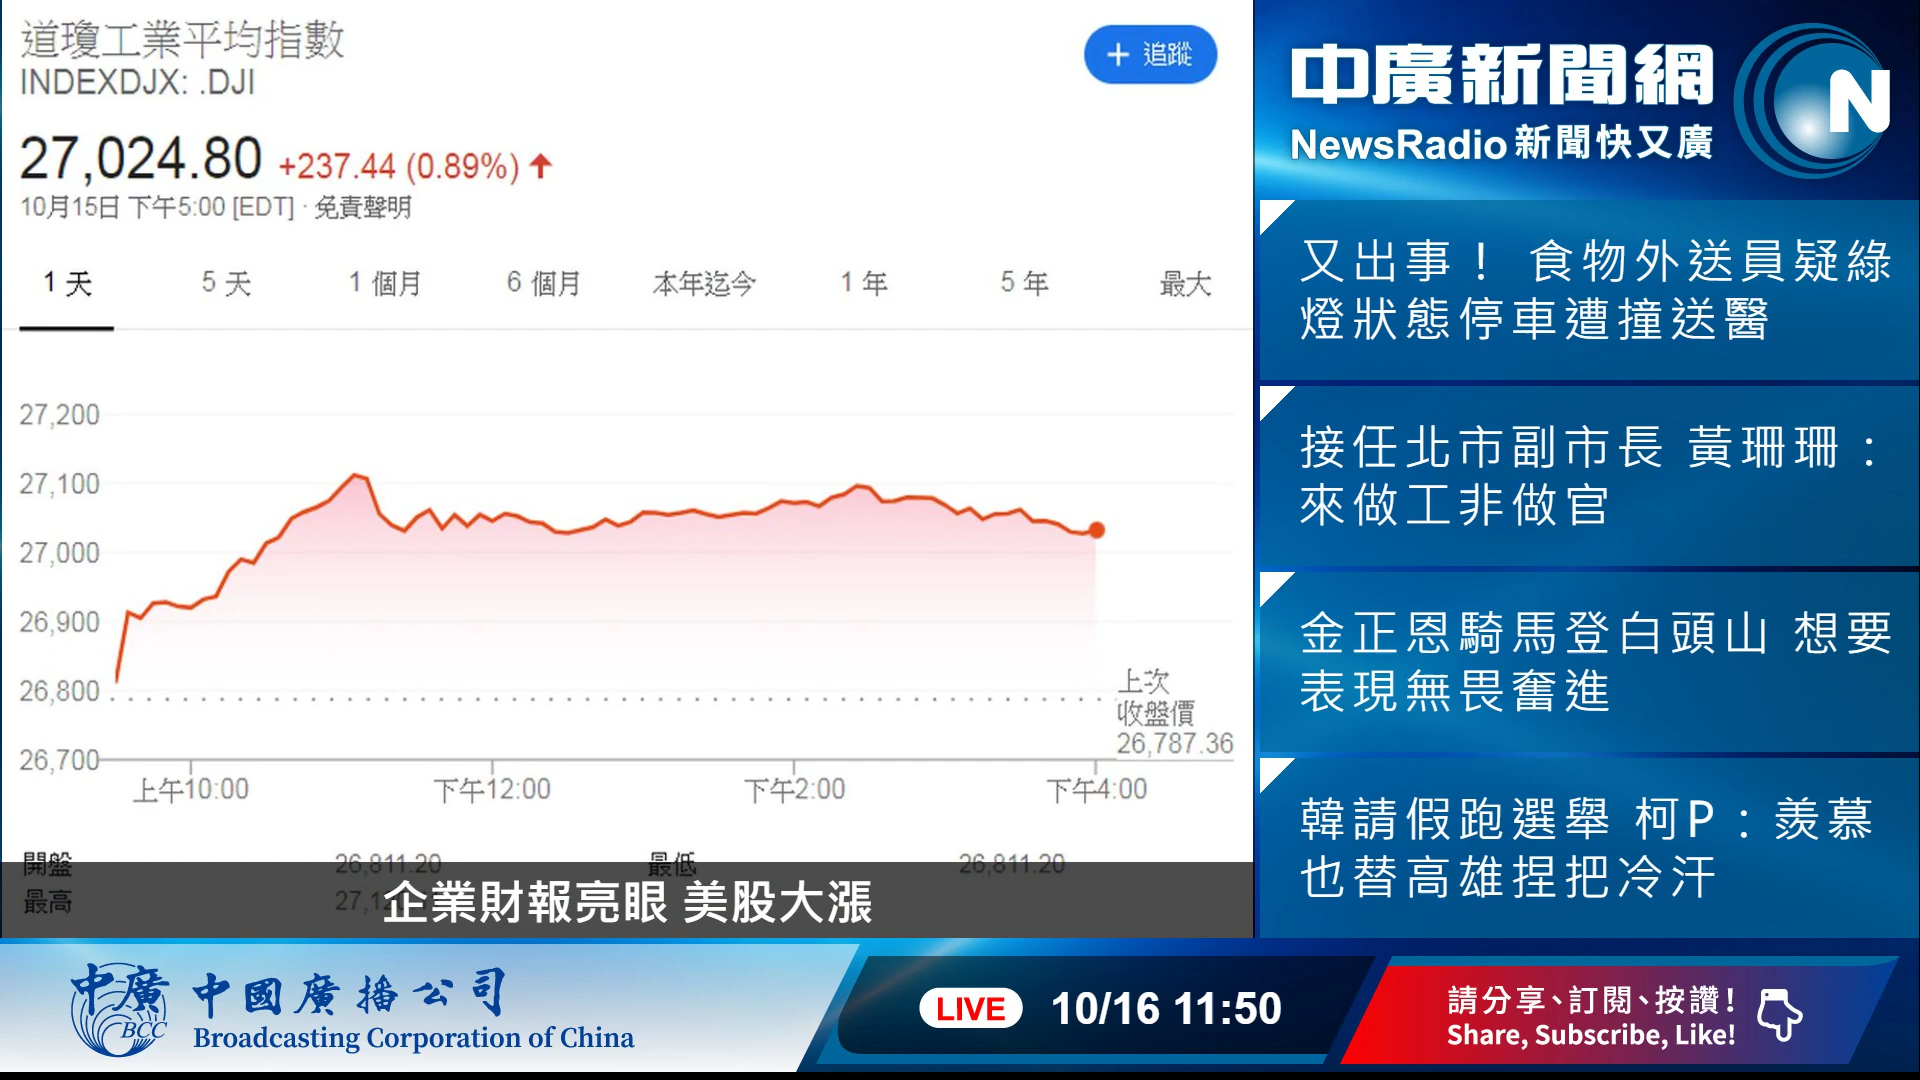 道瓊工業平均指數
INDEXDJX: .DJI
+ 追蹤
27,024.80 +237.44 (0.89%)
10月15日 下午5:00 [EDT] · 免責聲明
1 天 5 天 1 個月 6 個月 本年迄今 1 年 5 年 最大
27,200
27,100
27,000
26,900
26,800
26,700
上次
收盤價
26,787.36
上午10:00 下午12:00 下午2:00 下午4:00
開盤 26,811.20 最低 26,811.20
最高
企業財報亮眼 美股大漲
中廣新聞網
NewsRadio 新聞快又廣
N
又出事！ 食物外送員疑綠
燈狀態停車遭撞送醫
接任北市副市長 黃珊珊：
來做工非做官
金正恩騎馬登白頭山 想要
表現無畏奮進
韓請假跑選舉 柯P：羨慕
也替高雄捏把冷汗
中廣
BCC
中國廣播公司
Broadcasting Corporation of China
LIVE 10/16 11:50
請分享、訂閱、按讚!
Share, Subscribe, Like!